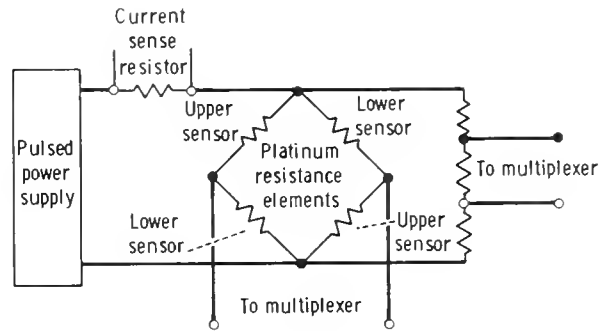 Current
sense
resistor
Upper
sensor
Lower
sensor
Pulsed
power
supply
Platinum
resistance
elements
To multiplexer
Lower
sensor
Upper
sensor
To multiplexer